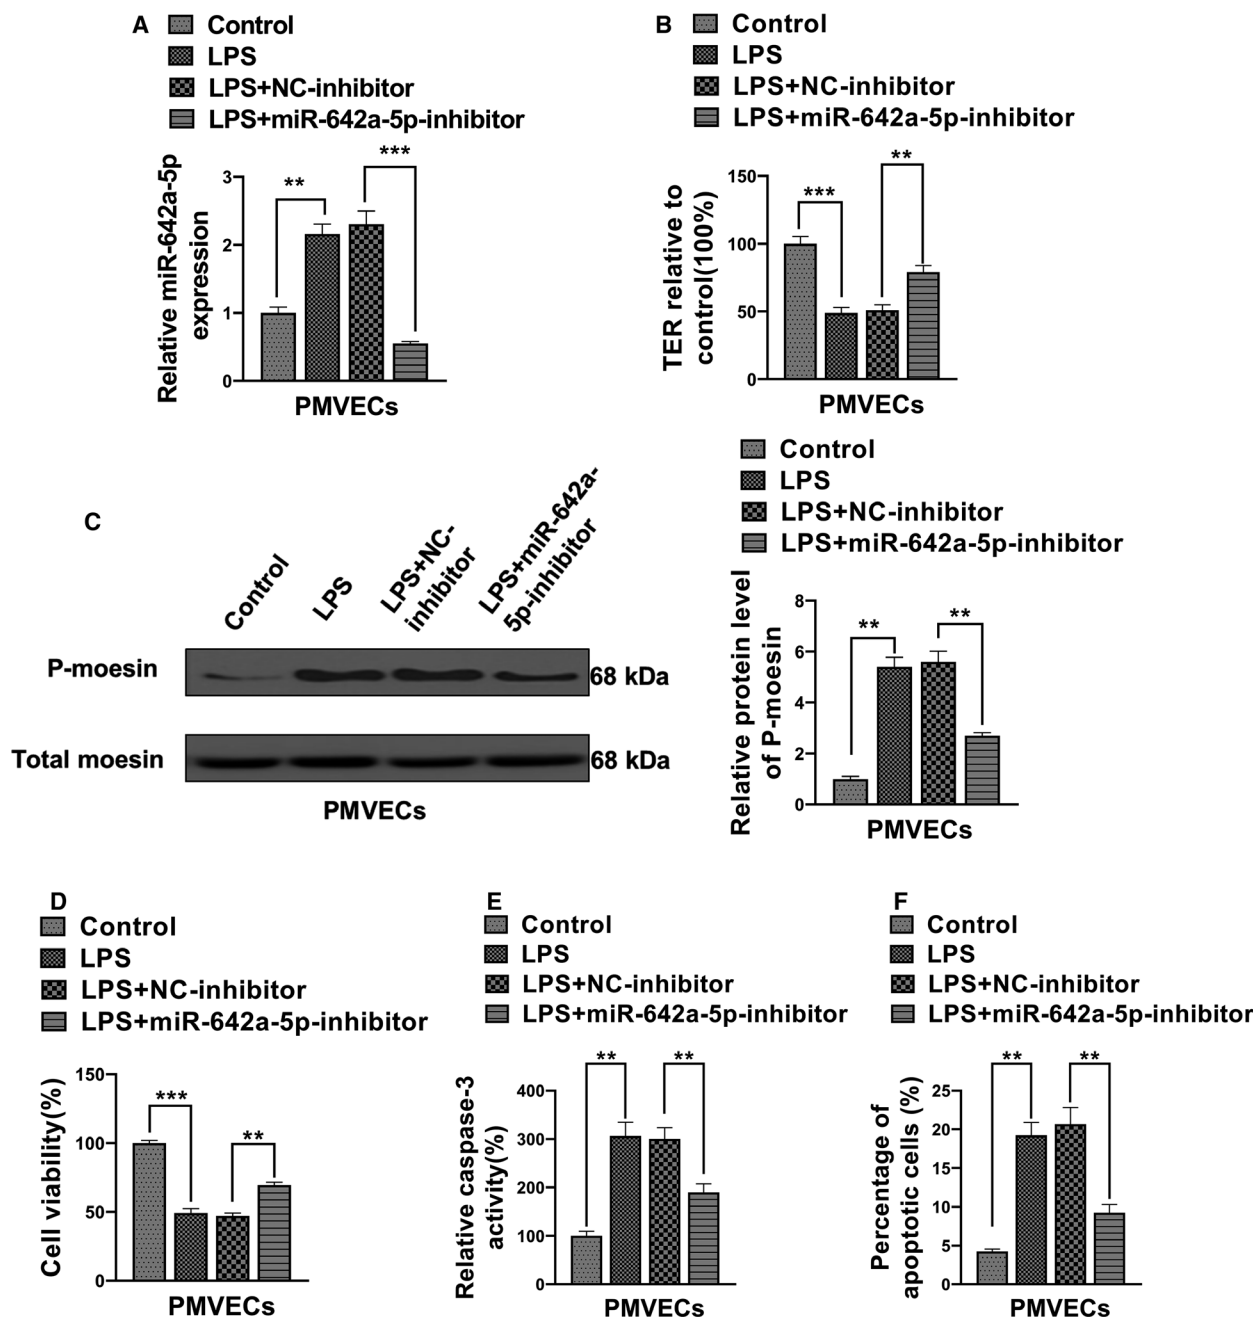 A
Control
LPS
LPS+NC-inhibitor
LPS+miR-642a-5p-inhibitor
Relative miR-642a-5p
expression
3
2
1
0
**
***
PMVECs
B
Control
LPS
LPS+NC-inhibitor
LPS+miR-642a-5p-inhibitor
TER relative to
control(100%)
150
100
50
0
***
**
PMVECs
C
Control
LPS
LPS+NC-
inhibitor
LPS+miR-642a-
5p-inhibitor
P-moesin
68 kDa
Total moesin
68 kDa
PMVECs
Control
LPS
LPS+NC-inhibitor
LPS+miR-642a-5p-inhibitor
Relative protein level
of P-moesin
8
6
4
2
0
**
**
PMVECs
D
Control
LPS
LPS+NC-inhibitor
LPS+miR-642a-5p-inhibitor
Cell viability(%)
150
100
50
0
***
**
PMVECs
E
Control
LPS
LPS+NC-inhibitor
LPS+miR-642a-5p-inhibitor
Relative caspase-3
activity(%)
400
300
200
100
0
**
**
PMVECs
F
Control
LPS
LPS+NC-inhibitor
LPS+miR-642a-5p-inhibitor
Percentage of
apoptotic cells (%)
25
20
15
10
5
0
**
**
PMVECs